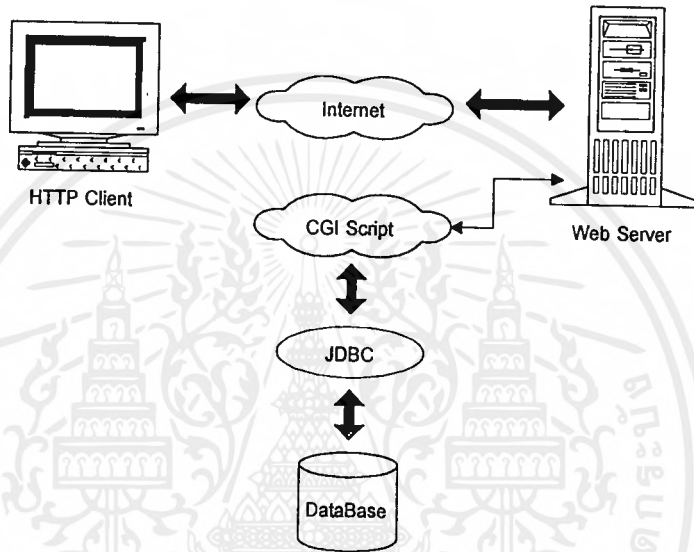 Internet
HTTP Client
Web Server
CGI Script
JDBC
DataBase